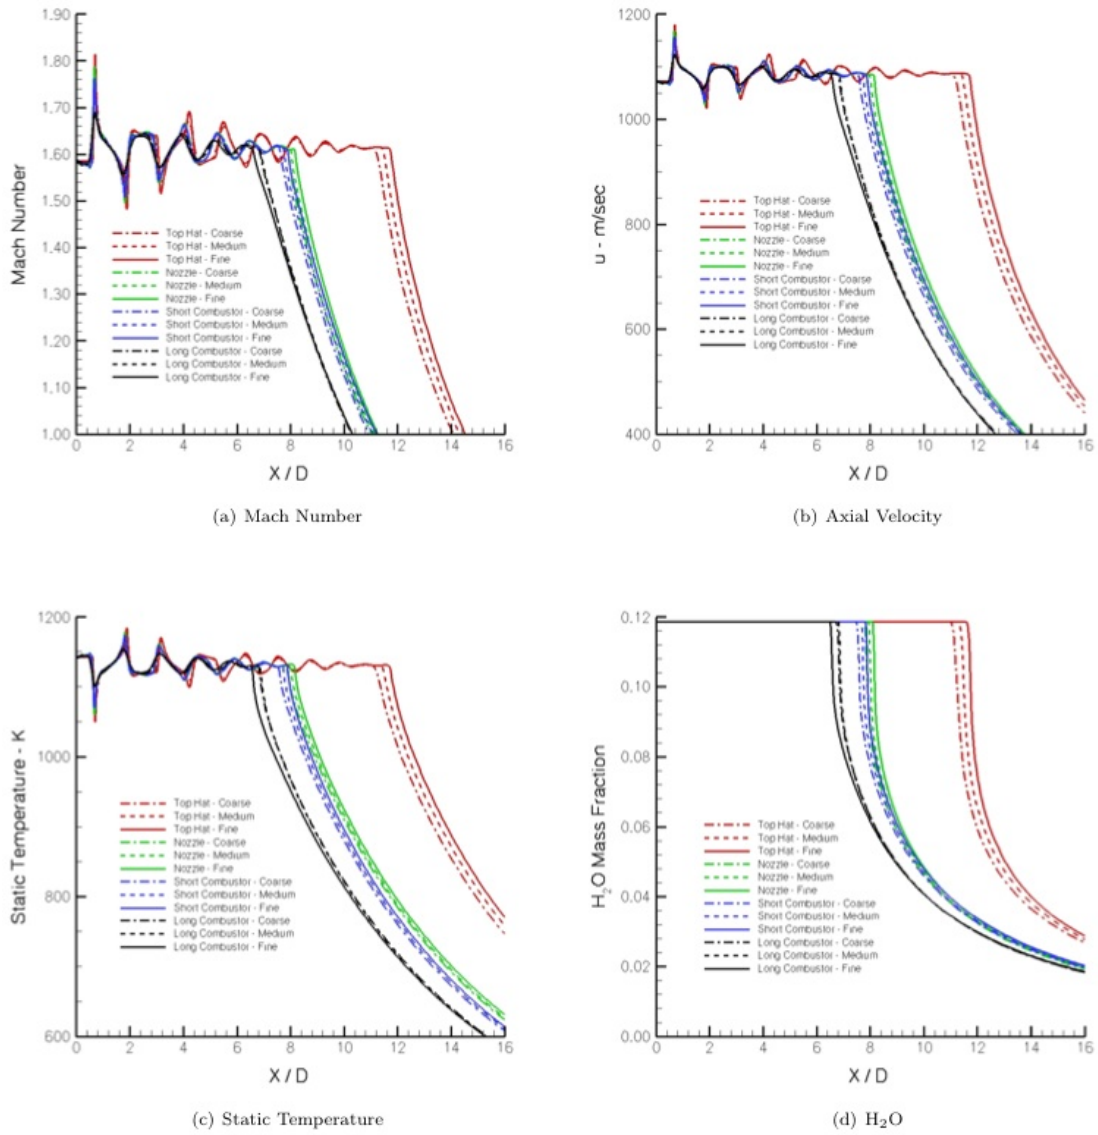 1.90
1.80
1.70
1.60
1.50
1.40
1.30
1.20
1.10
1.00
Mach Number
Top Hat - Coarse
Top Hat - Medium
Top Hat - Fine
Nozzle - Coarse
Nozzle - Medium
Nozzle - Fine
Short Combustor - Coarse
Short Combustor - Medium
Short Combustor - Fine
Long Combustor - Coarse
Long Combustor - Medium
Long Combustor - Fine
0 2 4 6 8 10 12 14 16
X / D
(a) Mach Number
1200
1000
800
600
400
u - m/sec
Top Hat - Coarse
Top Hat - Medium
Top Hat - Fine
Nozzle - Coarse
Nozzle - Medium
Nozzle - Fine
Short Combustor - Coarse
Short Combustor - Medium
Short Combustor - Fine
Long Combustor - Coarse
Long Combustor - Medium
Long Combustor - Fine
0 2 4 6 8 10 12 14 16
X / D
(b) Axial Velocity
1200
1000
800
600
Static Temperature - K
Top Hat - Coarse
Top Hat - Medium
Top Hat - Fine
Nozzle - Coarse
Nozzle - Medium
Nozzle - Fine
Short Combustor - Coarse
Short Combustor - Medium
Short Combustor - Fine
Long Combustor - Coarse
Long Combustor - Medium
Long Combustor - Fine
0 2 4 6 8 10 12 14 16
X / D
(c) Static Temperature
0.12
0.10
0.08
0.06
0.04
0.02
0.00
H₂O Mass Fraction
Top Hat - Coarse
Top Hat - Medium
Top Hat - Fine
Nozzle - Coarse
Nozzle - Medium
Nozzle - Fine
Short Combustor - Coarse
Short Combustor - Medium
Short Combustor - Fine
Long Combustor - Coarse
Long Combustor - Medium
Long Combustor - Fine
0 2 4 6 8 10 12 14 16
X / D
(d) H₂O